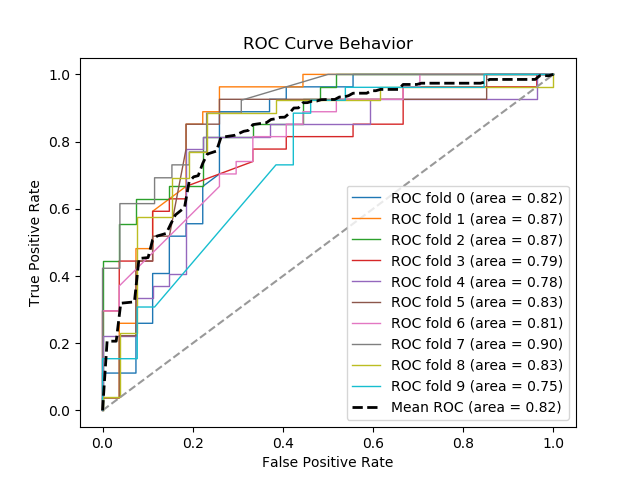 ROC Curve Behavior
1.0
0.8
0.6
0.4
0.2
0.0
True Positive Rate
ROC fold 0 (area = 0.82)
ROC fold 1 (area = 0.87)
ROC fold 2 (area = 0.87)
ROC fold 3 (area = 0.79)
ROC fold 4 (area = 0.78)
ROC fold 5 (area = 0.83)
ROC fold 6 (area = 0.81)
ROC fold 7 (area = 0.90)
ROC fold 8 (area = 0.83)
ROC fold 9 (area = 0.75)
Mean ROC (area = 0.82)
0.0 0.2 0.4 0.6 0.8 1.0
False Positive Rate